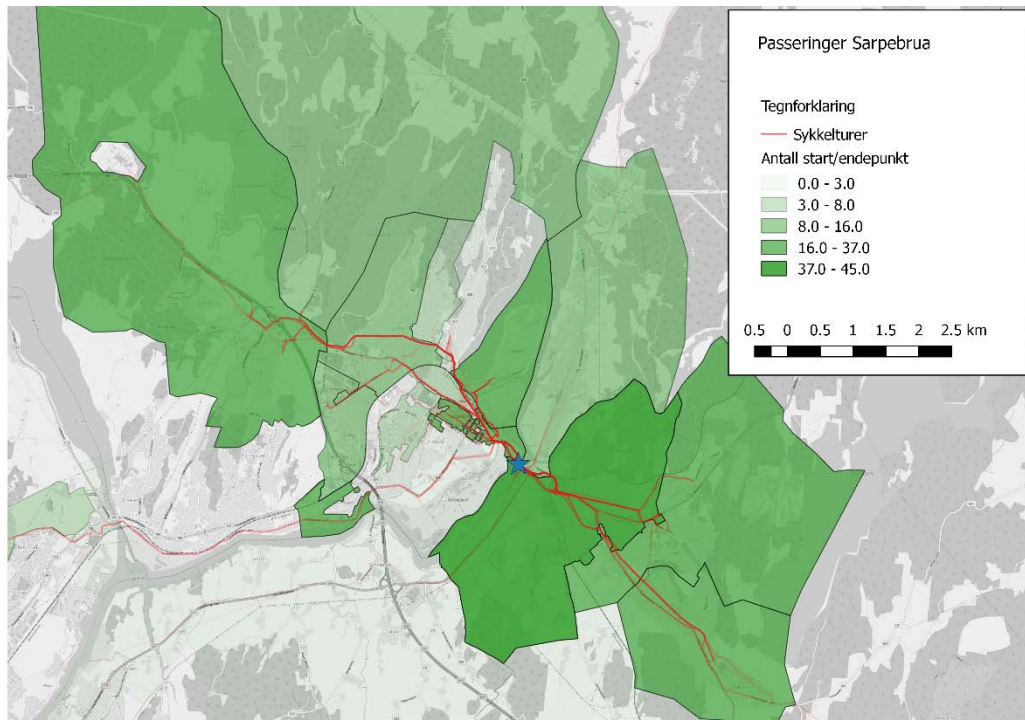 Passeringer Sarpebrua
Tegnforklaring
Sykkelturer
Antall start/endepunkt
0.0 - 3.0
3.0 - 8.0
8.0 - 16.0
16.0 - 37.0
37.0 - 45.0
0.5 0 0.5 1 1.5 2 2.5 km